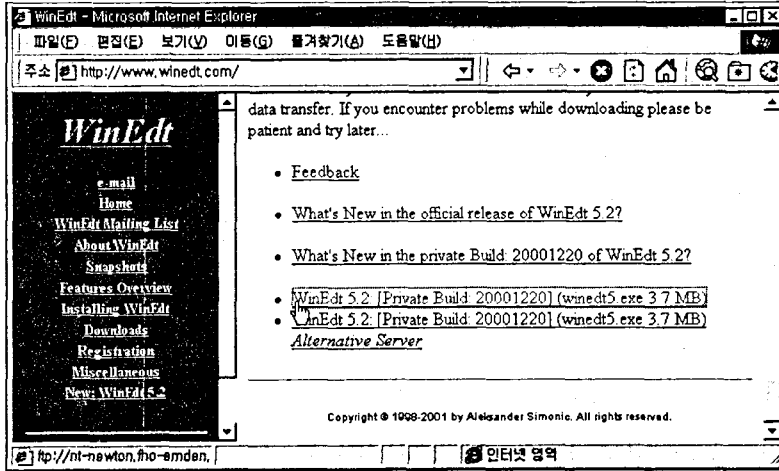 WinEdt - Microsoft Internet Explorer
파일(F) 편집(E) 보기(V) 이동(G) 즐겨찾기(A) 도움말(H)
주소 http://www.winedt.com/
WinEdt
e-mail
Home
WinEdt Mailing List
About WinEdt
Snapshots
Features Overview
Installing WinEdt
Downloads
Registration
Miscellaneous
New: WinEdt 5.2
data transfer. If you encounter problems while downloading please be
patient and try later...
• Feedback
• What's New in the official release of WinEdt 5.2?
• What's New in the private Build: 20001220 of WinEdt 5.2?
• WinEdt 5.2: [Private Build: 20001220] (winedt5.exe 3.7 MB)
• WinEdt 5.2: [Private Build: 20001220] (winedt5.exe 3.7 MB)
Alternative Server
Copyright © 1998-2001 by Aleksander Simonic. All rights reserved.
ftp://nt-newton.fho-emden, 인터넷 영역